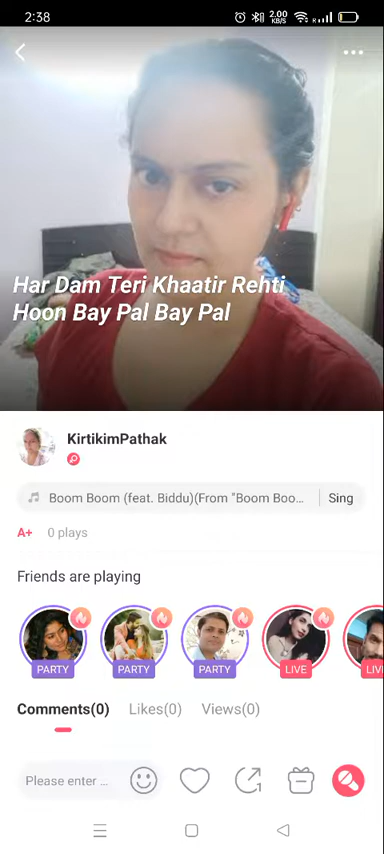 2:38
2.00
KB/S
R
Har Dam Teri Khaatir Rehti
Hoon Bay Pal Bay Pal
KirtikimPathak
Boom Boom (feat. Biddu)(From "Boom Boo...
Sing
A+ 0 plays
Friends are playing
PARTY PARTY PARTY LIVE LIV
Comments(0) Likes(0) Views(0)
Please enter ...
1